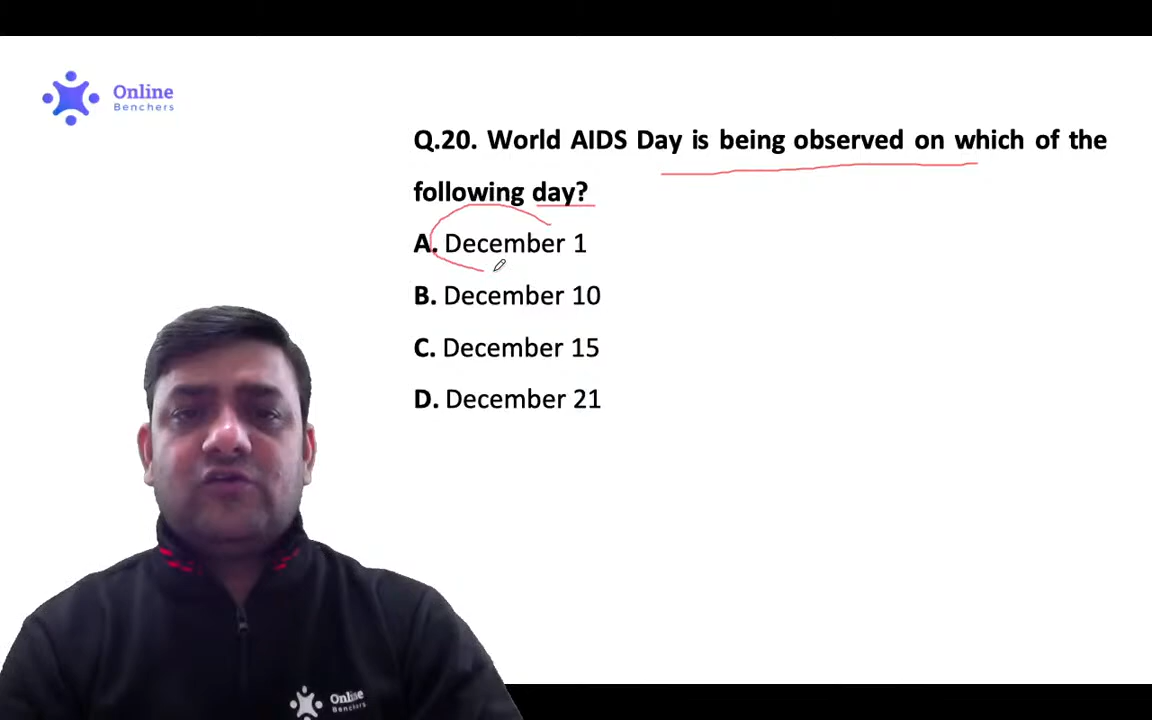 Online
Benchers
Q.20. World AIDS Day is being observed on which of the
following day?
A. December 1
B. December 10
C. December 15
D. December 21
Online
Benchers